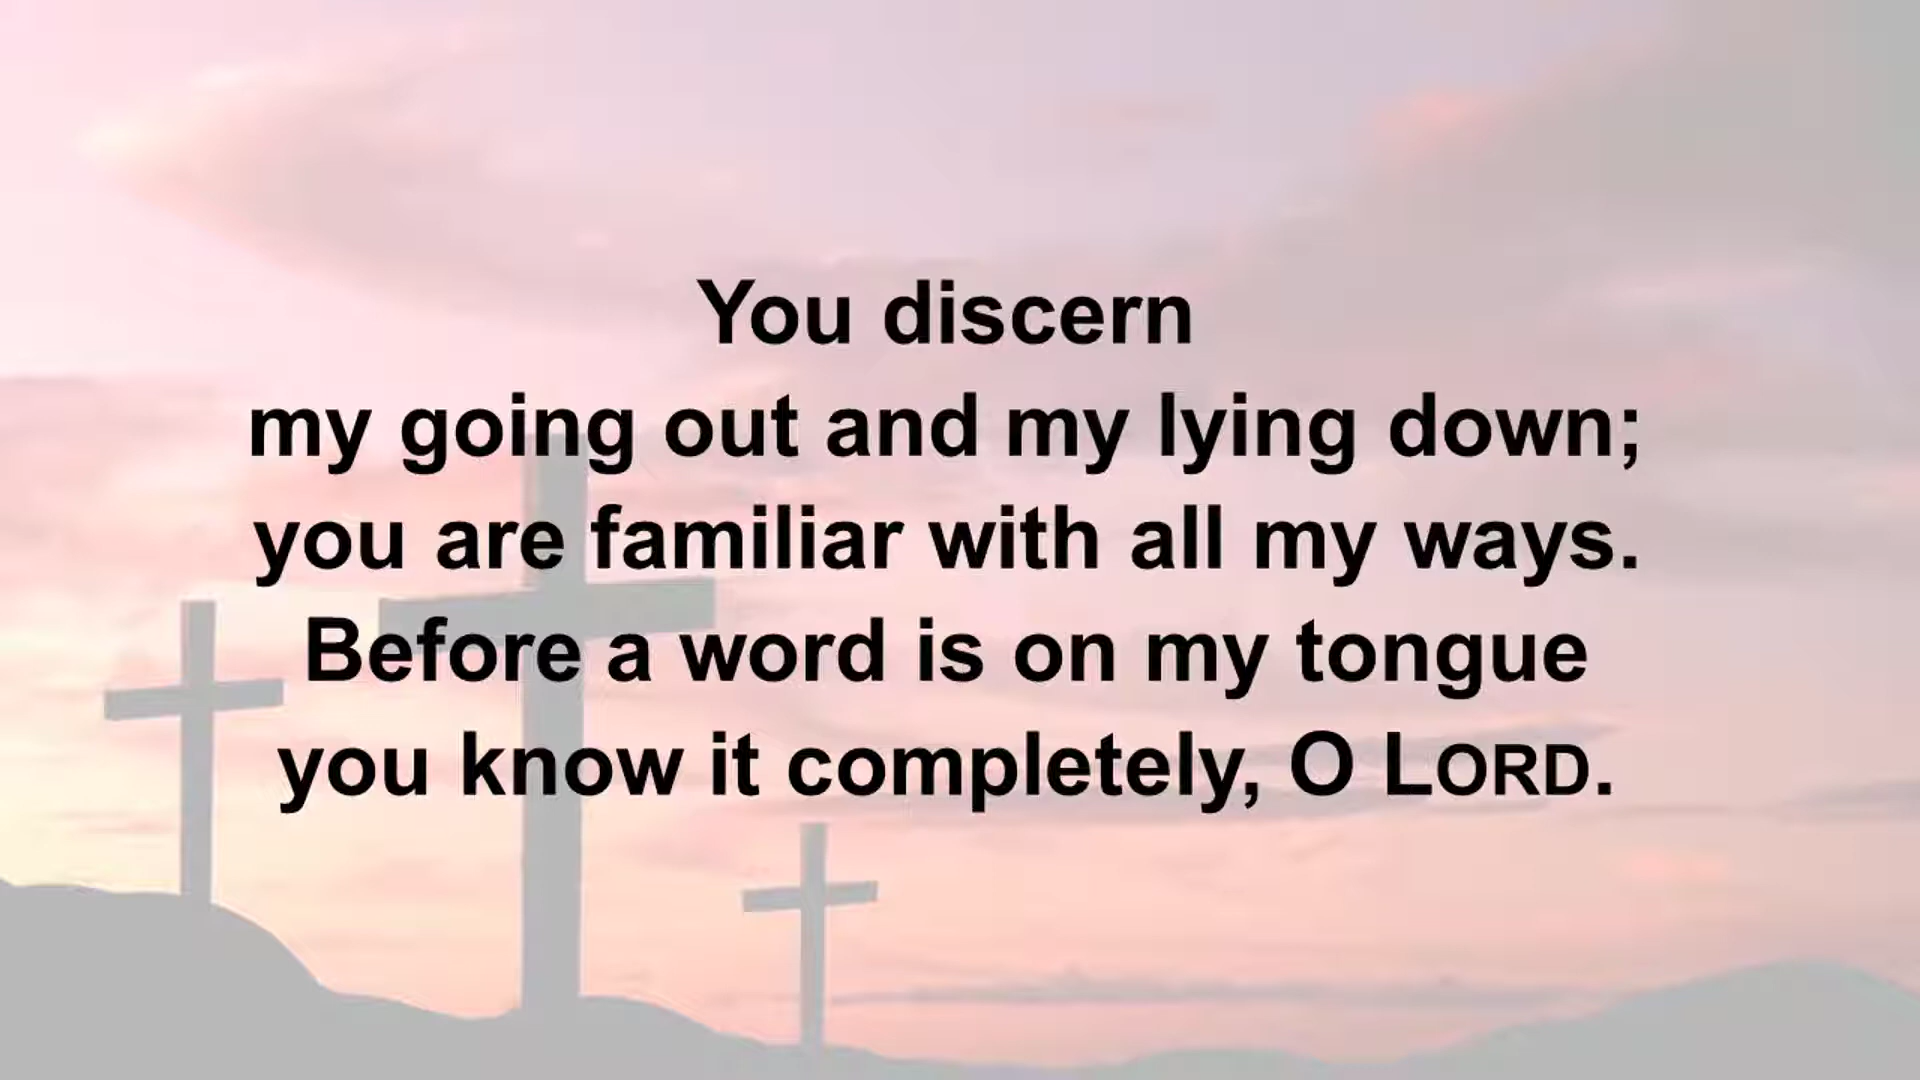 You discern
my going out and my lying down;
you are familiar with all my ways.
Before a word is on my tongue
you know it completely, O LORD.